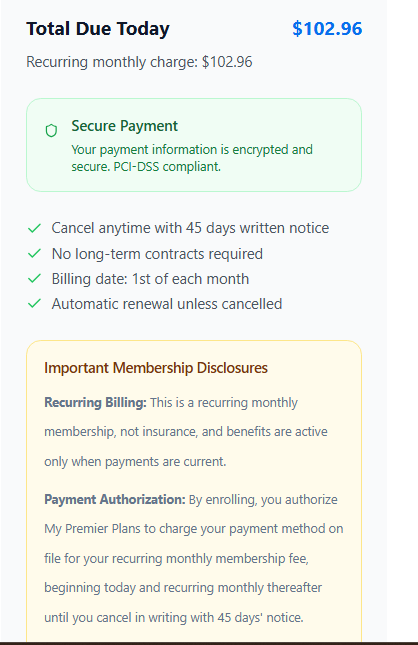 Total Due Today $102.96
Recurring monthly charge: $102.96
Secure Payment
Your payment information is encrypted and
secure. PCI-DSS compliant.
Cancel anytime with 45 days written notice
No long-term contracts required
Billing date: 1st of each month
Automatic renewal unless cancelled
Important Membership Disclosures
Recurring Billing: This is a recurring monthly
membership, not insurance, and benefits are active
only when payments are current.
Payment Authorization: By enrolling, you authorize
My Premier Plans to charge your payment method on
file for your recurring monthly membership fee,
beginning today and recurring monthly thereafter
until you cancel in writing with 45 days' notice.